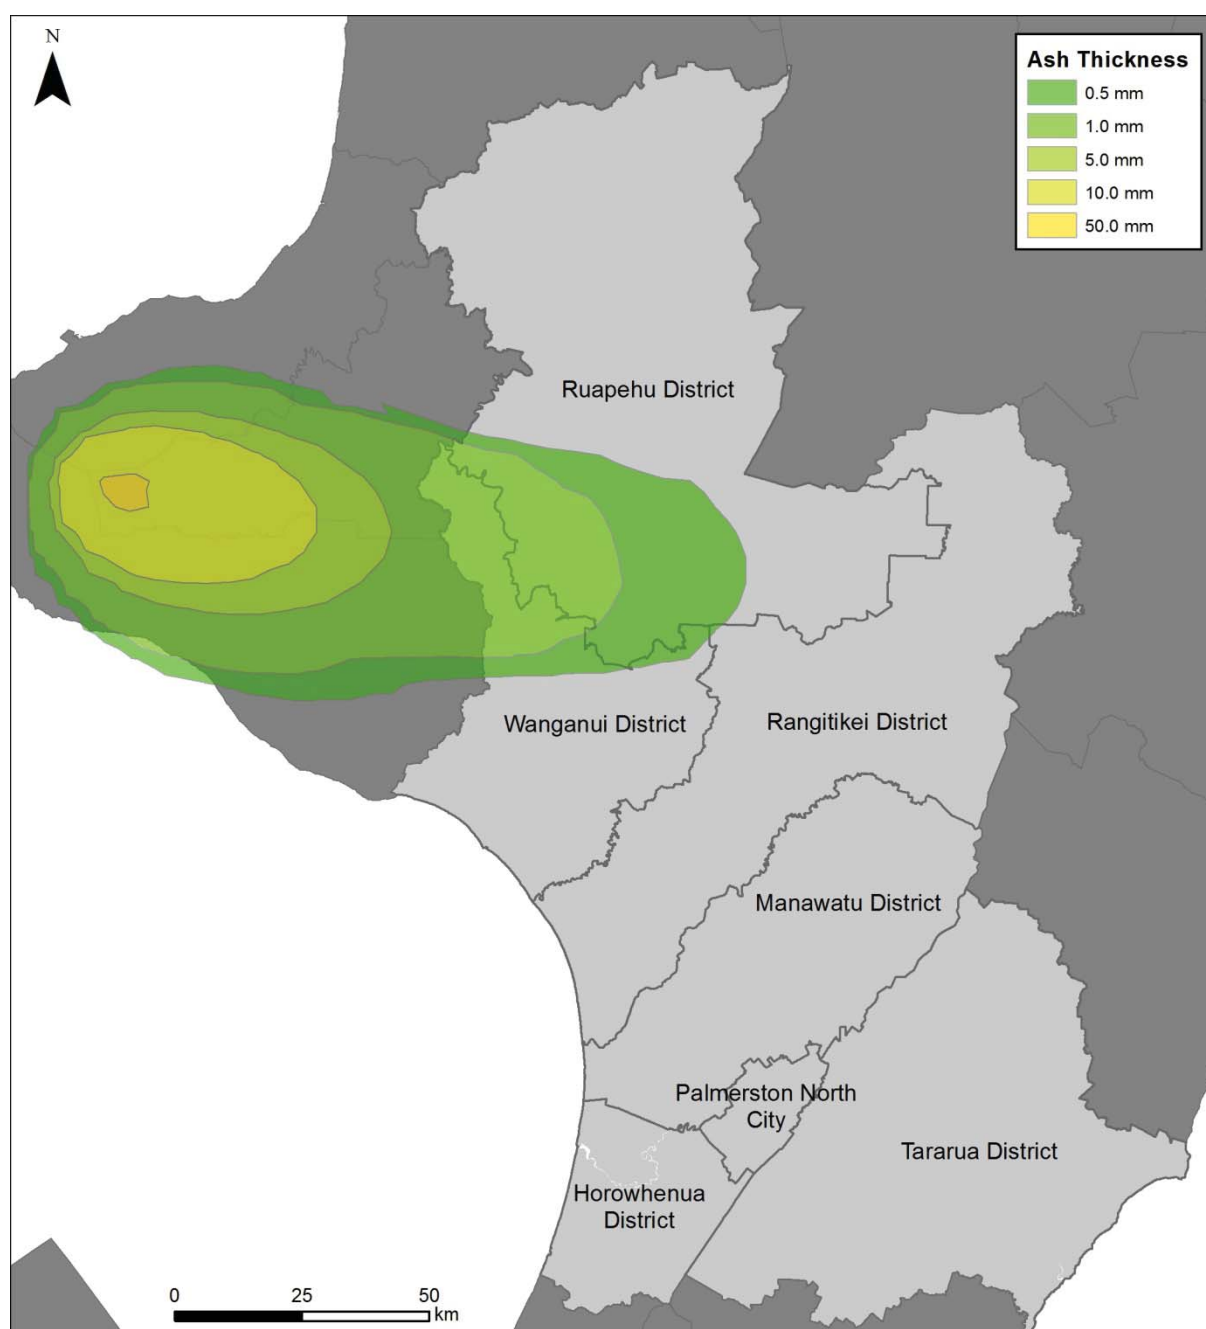 N
Ash Thickness
0.5 mm
1.0 mm
5.0 mm
10.0 mm
50.0 mm
Ruapehu District
Wanganui District
Rangitikei District
Manawatu District
Palmerston North
City
Tararua District
Horowhenua
District
0 25 50
km